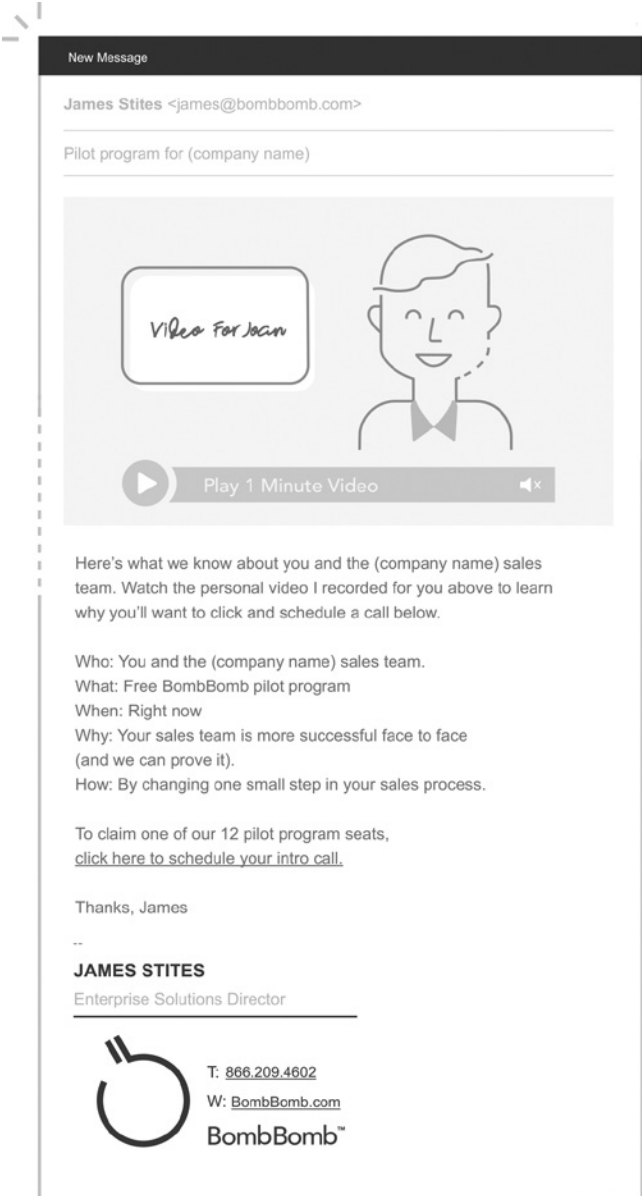 New Message
James Stites <james@bombbomb.com>
Pilot program for (company name)
Video For Joan
Play 1 Minute Video
Here's what we know about you and the (company name) sales
team. Watch the personal video I recorded for you above to learn
why you'll want to click and schedule a call below.
Who: You and the (company name) sales team.
What: Free BombBomb pilot program
When: Right now
Why: Your sales team is more successful face to face
(and we can prove it).
How: By changing one small step in your sales process.
To claim one of our 12 pilot program seats,
click here to schedule your intro call.
Thanks, James
--
JAMES STITES
Enterprise Solutions Director
T: 866.209.4602
W: BombBomb.com
BombBomb™